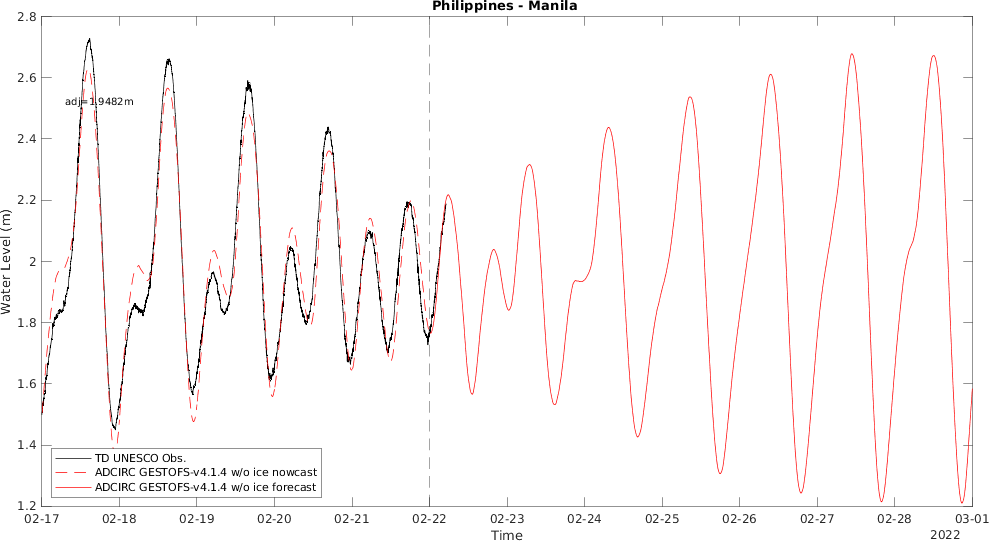 Philippines - Manila
2.8
2.6
adj=1.9482m
2.4
2.2
2
1.8
1.6
1.4
1.2
Water Level (m)
TD UNESCO Obs.
ADCIRC GESTOFS-v4.1.4 w/o ice nowcast
ADCIRC GESTOFS-v4.1.4 w/o ice forecast
02-17 02-18 02-19 02-20 02-21 02-22 02-23 02-24 02-25 02-26 02-27 02-28 03-01
Time
2022